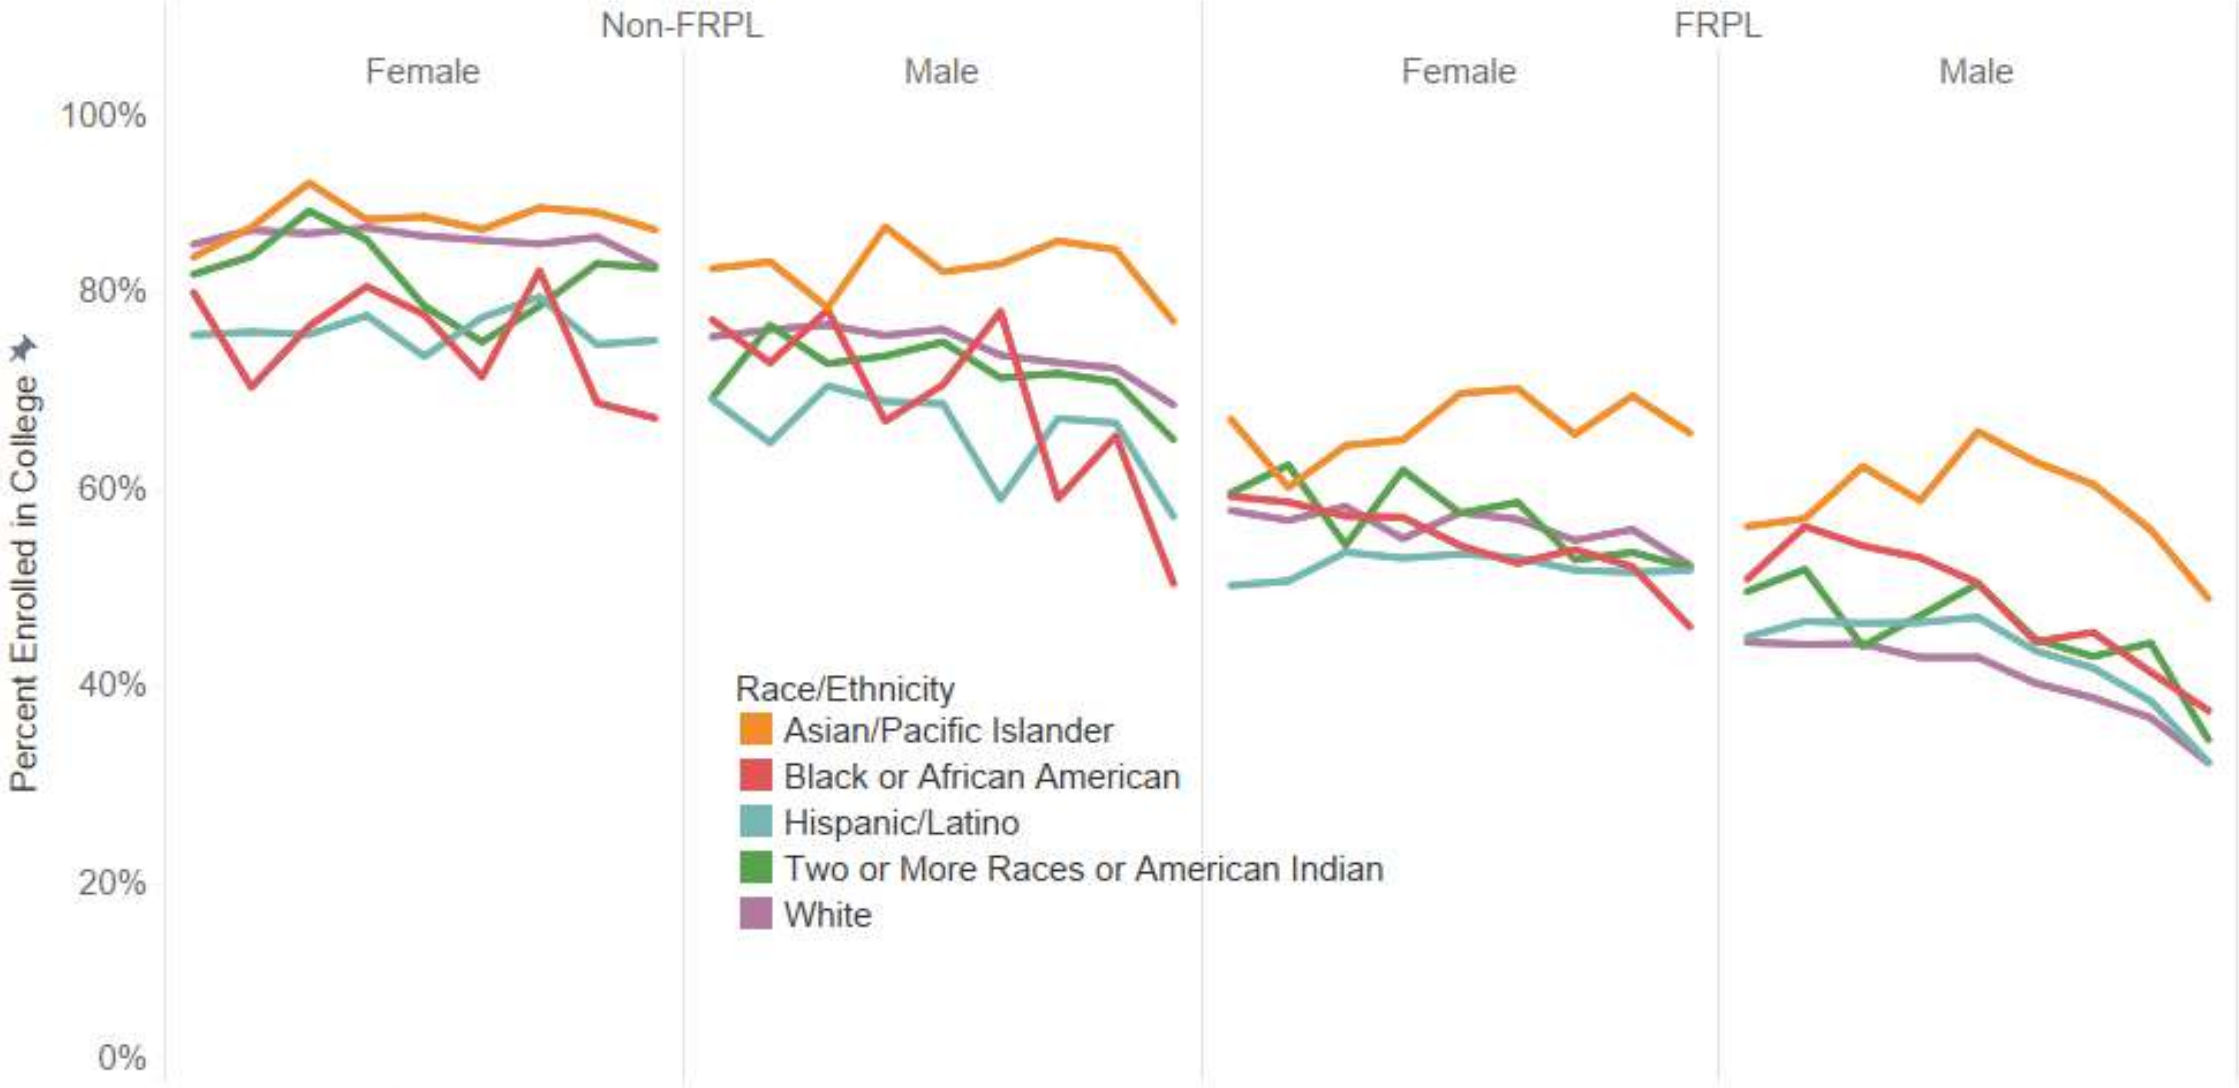 Non-FRPL
FRPL
Female
Male
Female
Male
100%
80%
60%
40%
20%
0%
Percent Enrolled in College
Race/Ethnicity
Asian/Pacific Islander
Black or African American
Hispanic/Latino
Two or More Races or American Indian
White